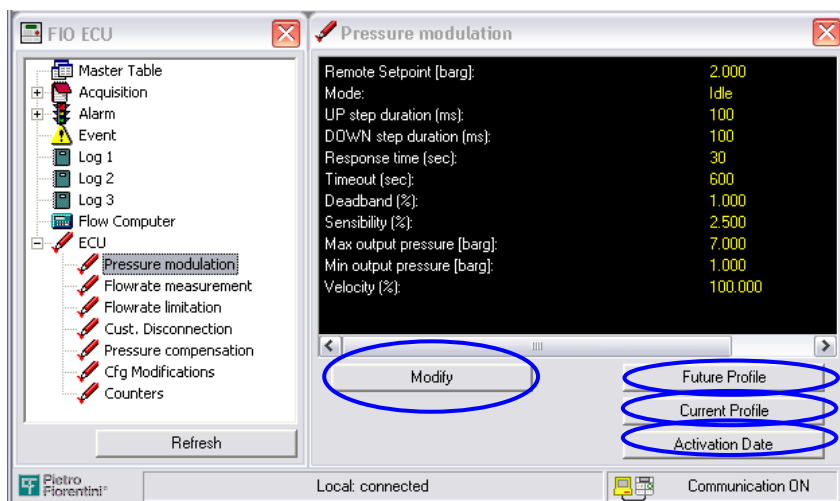 FIO ECU
Master Table
Acquisition
Alarm
Event
Log 1
Log 2
Log 3
Flow Computer
ECU
Pressure modulation
Flowrate measurement
Flowrate limitation
Cust. Disconnection
Pressure compensation
Cfg Modifications
Counters
Refresh
Pressure modulation
Remote Setpoint [barg]: 2.000
Mode: Idle
UP step duration (ms): 100
DOWN step duration (ms): 100
Response time (sec): 30
Timeout (sec): 600
Deadband (%): 1.000
Sensibility (%): 2.500
Max output pressure [barg]: 7.000
Min output pressure [barg]: 1.000
Velocity (%): 100.000
Modify
Future Profile
Current Profile
Activation Date
Pietro
Fiorentini®
Local: connected
Communication ON